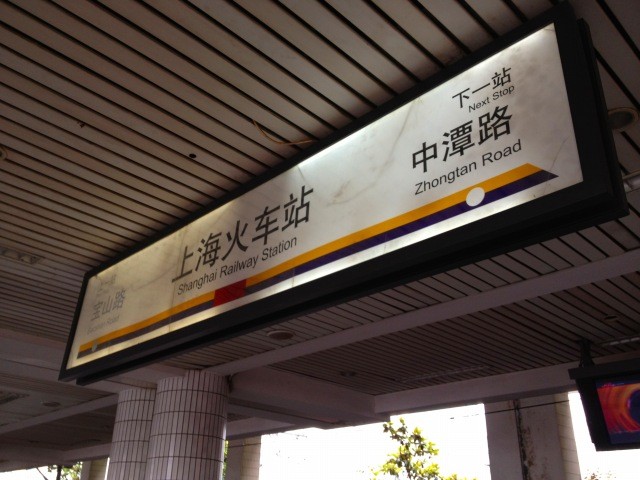 宝山路
上海火车站
Shanghai Railway Station
下一站
Next Stop
中潭路
Zhongtan Road